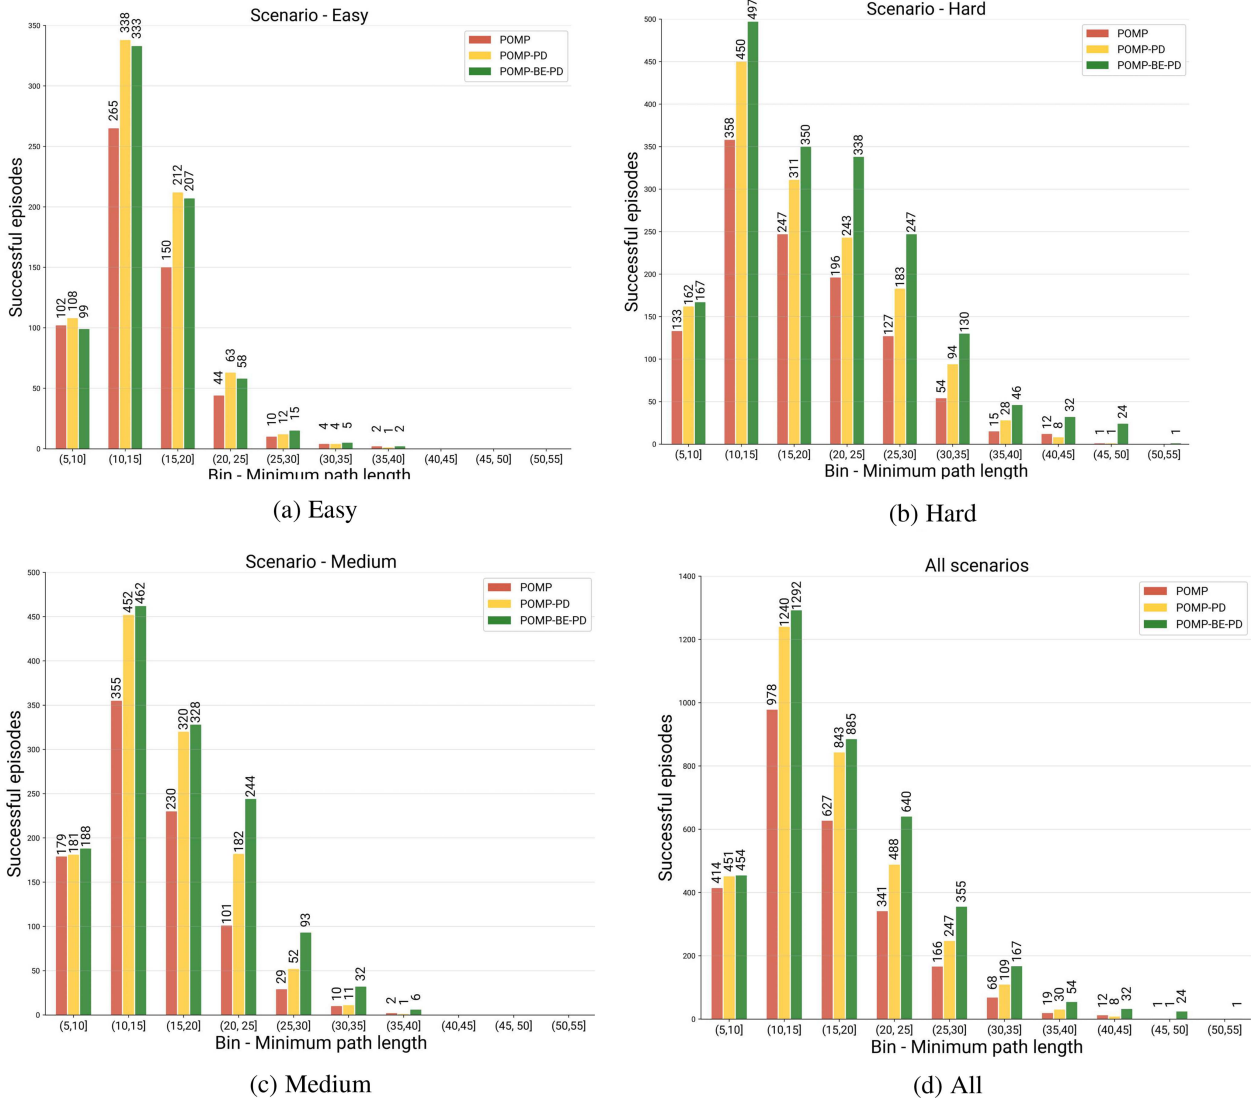 Scenario - Easy
POMP
POMP-PD
POMP-BE-PD
Successful episodes
350
300
250
200
150
100
50
0
102 108 99
265 338 333
150 212 207
44 63 58
10 12 15
4 4 5
2 1 2
(5,10] (10,15] (15,20] (20, 25] (25,30] (30,35] (35,40] (40,45] (45, 50] (50,55]
Bin - Minimum path length
(a) Easy
Scenario - Hard
POMP
POMP-PD
POMP-BE-PD
Successful episodes
500
450
400
350
300
250
200
150
100
50
0
133 162 167
358 450 497
247 311 350
196 243 338
127 183 247
54 94 130
15 28 46
12 8 32
1 1 24
1
(5,10] (10,15] (15,20] (20, 25] (25,30] (30,35] (35,40] (40,45] (45, 50] (50,55]
Bin - Minimum path length
(b) Hard
Scenario - Medium
POMP
POMP-PD
POMP-BE-PD
Successful episodes
500
450
400
350
300
250
200
150
100
50
0
179 181 188
355 452 462
230 320 328
101 182 244
29 52 93
10 11 32
2 1 6
(5,10] (10,15] (15,20] (20, 25] (25,30] (30,35] (35,40] (40,45] (45, 50] (50,55]
Bin - Minimum path length
(c) Medium
All scenarios
POMP
POMP-PD
POMP-BE-PD
Successful episodes
1400
1200
1000
800
600
400
200
0
414 451 454
978 1240 1292
627 843 885
341 488 640
166 247 355
68 109 167
19 30 54
12 8 32
1 1 24
1
(5,10] (10,15] (15,20] (20, 25] (25,30] (30,35] (35,40] (40,45] (45, 50] (50,55]
Bin - Minimum path length
(d) All